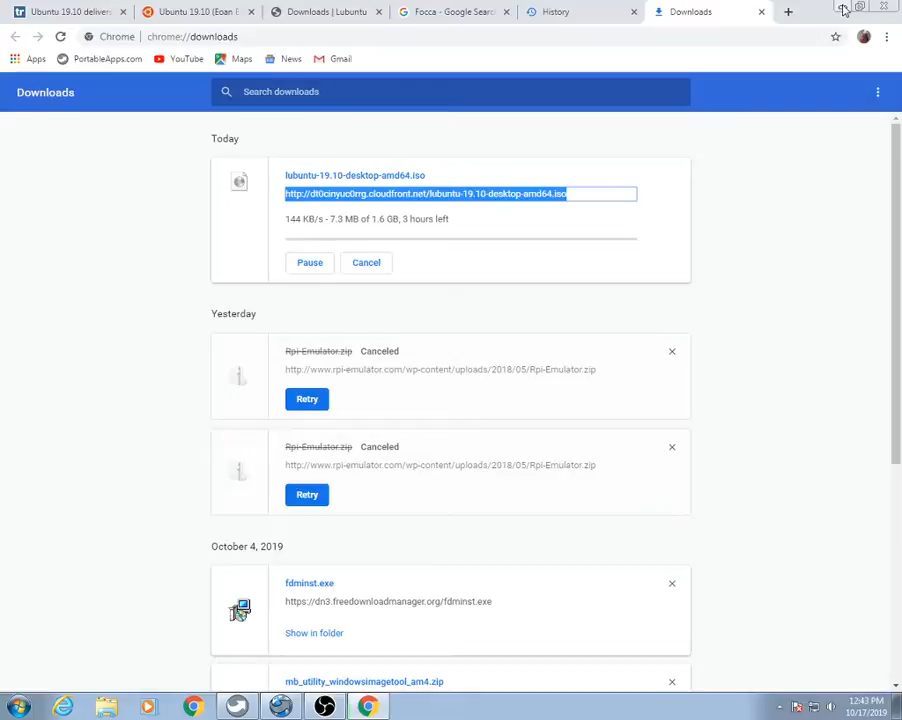 Ubuntu 19.10 delivers
Ubuntu 19.10 (Eoan E
Downloads | Lubuntu
Focca - Google Searc
History
Downloads
Chrome chrome://downloads
Apps PortableApps.com YouTube Maps News Gmail
Downloads
Search downloads
Today
lubuntu-19.10-desktop-amd64.iso
http://dt0cinyuc0rrg.cloudfront.net/lubuntu-19.10-desktop-amd64.iso
144 KB/s - 7.3 MB of 1.6 GB, 3 hours left
Pause Cancel
Yesterday
Rpi-Emulator.zip Canceled
http://www.rpi-emulator.com/wp-content/uploads/2018/05/Rpi-Emulator.zip
Retry
Rpi-Emulator.zip Canceled
http://www.rpi-emulator.com/wp-content/uploads/2018/05/Rpi-Emulator.zip
Retry
October 4, 2019
fdminst.exe
https://dn3.freedownloadmanager.org/fdminst.exe
Show in folder
mb_utility_windowsimagetool_am4.zip
12:43 PM
10/17/2019